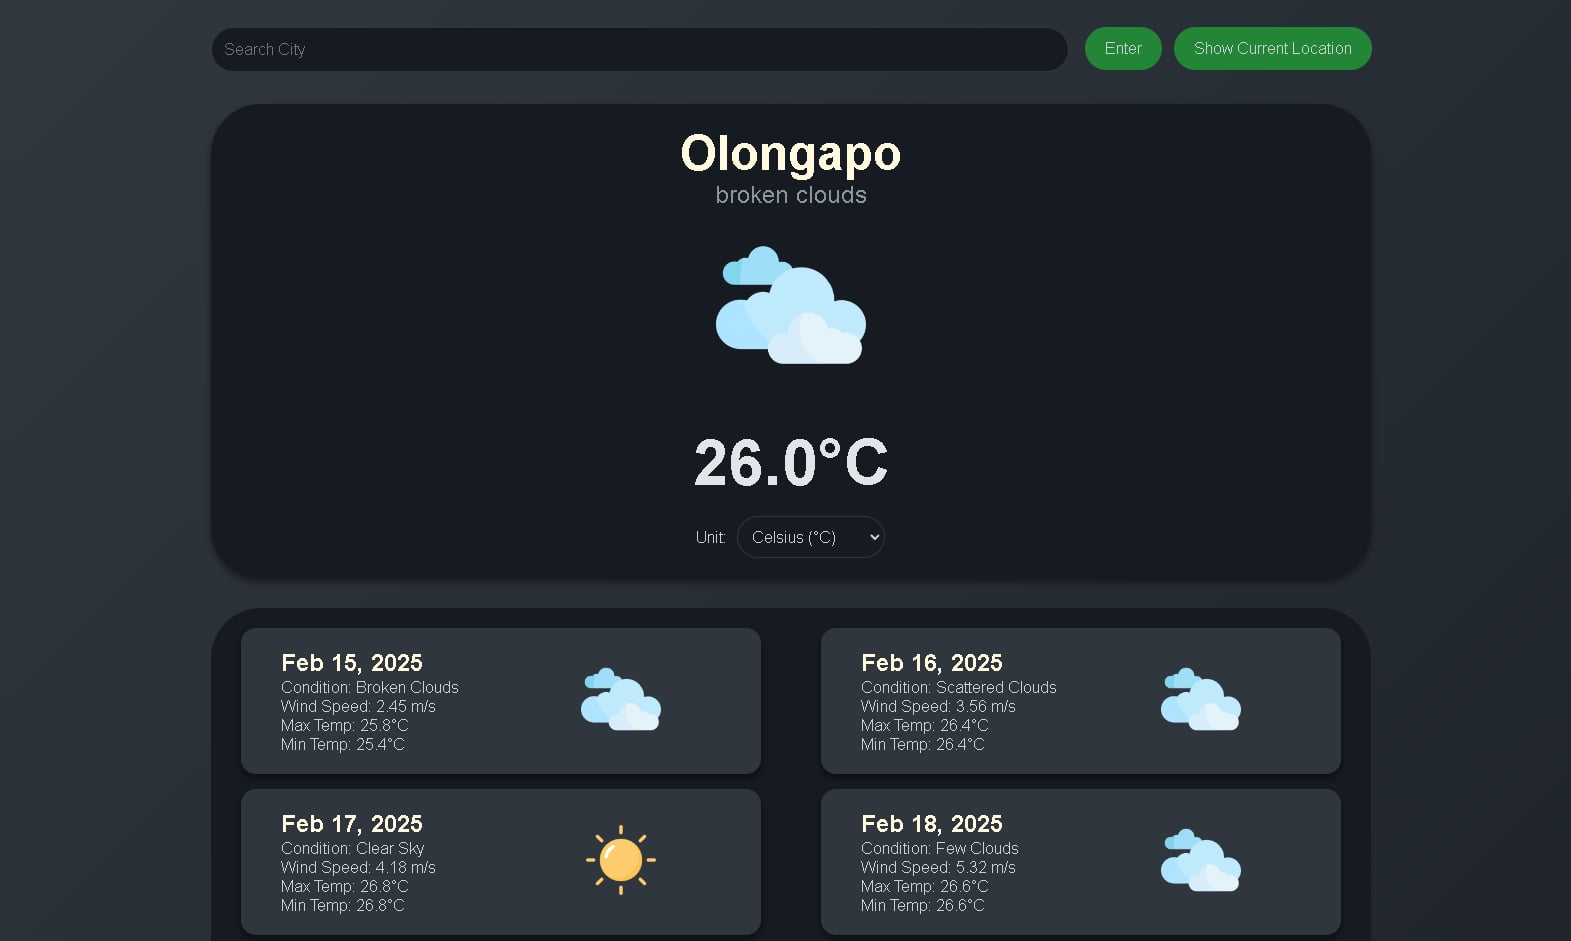 Search City
Enter
Show Current Location
Olongapo
broken clouds
26.0°C
Unit: Celsius (°C)
Feb 15, 2025
Condition: Broken Clouds
Wind Speed: 2.45 m/s
Max Temp: 25.8°C
Min Temp: 25.4°C
Feb 16, 2025
Condition: Scattered Clouds
Wind Speed: 3.56 m/s
Max Temp: 26.4°C
Min Temp: 26.4°C
Feb 17, 2025
Condition: Clear Sky
Wind Speed: 4.18 m/s
Max Temp: 26.8°C
Min Temp: 26.8°C
Feb 18, 2025
Condition: Few Clouds
Wind Speed: 5.32 m/s
Max Temp: 26.6°C
Min Temp: 26.6°C